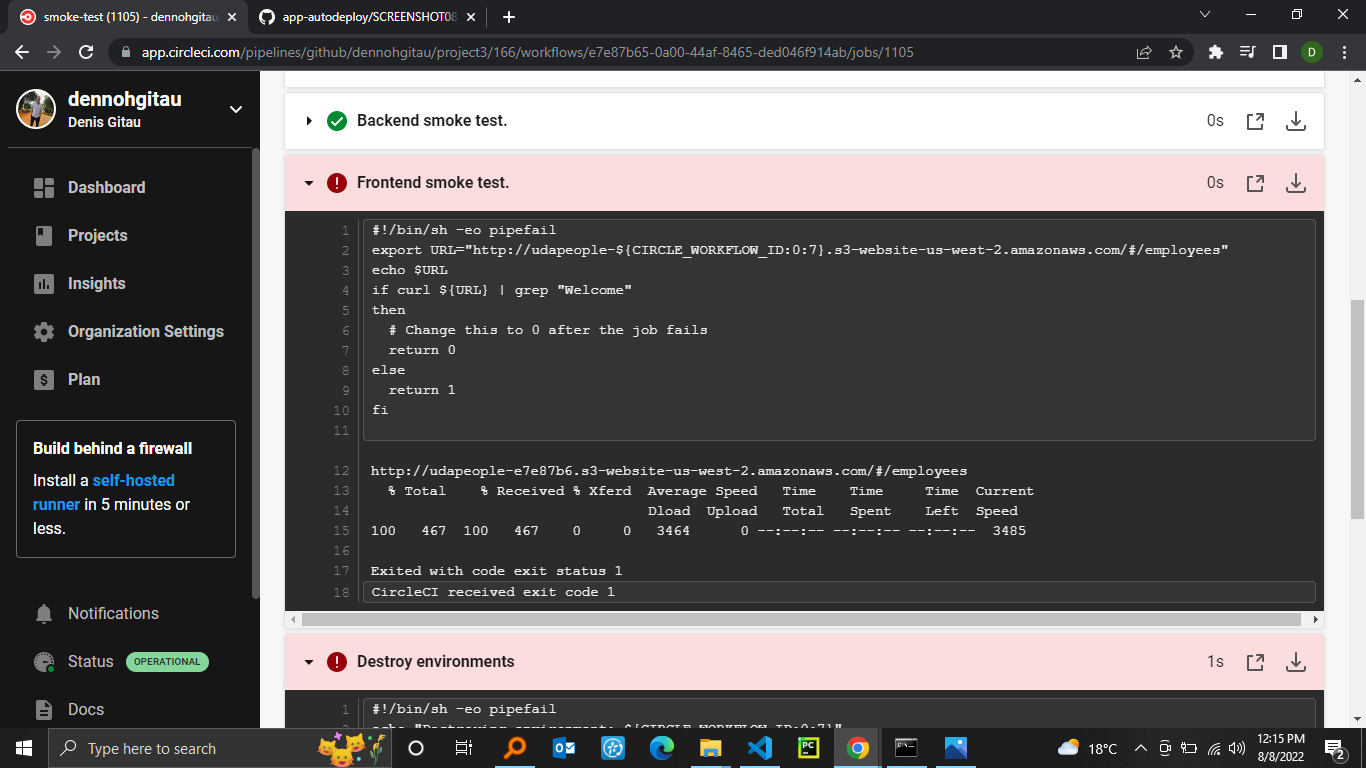 smoke-test (1105) - dennohgitau
app-autodeploy/SCREENSHOT08
app.circleci.com/pipelines/github/dennohgitau/project3/166/workflows/e7e87b65-0a00-44af-8465-ded046f914ab/jobs/1105
D
dennohgitau
Denis Gitau
Dashboard
Projects
Insights
Organization Settings
Plan
Build behind a firewall
Install a self-hosted
runner in 5 minutes or
less.
Notifications
Status OPERATIONAL
Docs
Backend smoke test. 0s
Frontend smoke test. 0s
1 #!/bin/sh -eo pipefail
2 export URL="http://udapeople-${CIRCLE_WORKFLOW_ID:0:7}.s3-website-us-west-2.amazonaws.com/#/employees"
3 echo $URL
4 if curl ${URL} | grep "Welcome"
5 then
6 # Change this to 0 after the job fails
7 return 0
8 else
9 return 1
10 fi
11
12 http://udapeople-e7e87b6.s3-website-us-west-2.amazonaws.com/#/employees
13 % Total % Received % Xferd Average Speed Time Time Time Current
14 Dload Upload Total Spent Left Speed
15 100 467 100 467 0 0 3464 0 --:--:-- --:--:-- --:--:-- 3485
16
17 Exited with code exit status 1
18 CircleCI received exit code 1
Destroy environments 1s
1 #!/bin/sh -eo pipefail
2 echo "Destroying environment: ${CIRCLE_WORKFLOW_ID:0:7}"
Type here to search
PC
18°C
12:15 PM
8/8/2022
2